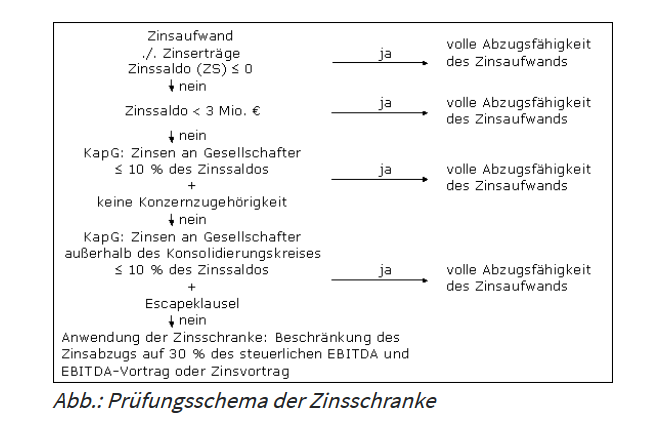 Zinsaufwand
./. Zinserträge
Zinssaldo (ZS) ≤ 0
ja
volle Abzugsfähigkeit
des Zinsaufwands
nein
Zinssaldo < 3 Mio. €
ja
volle Abzugsfähigkeit
des Zinsaufwands
nein
KapG: Zinsen an Gesellschafter
≤ 10 % des Zinssaldos
+
keine Konzernzugehörigkeit
ja
volle Abzugsfähigkeit
des Zinsaufwands
nein
KapG: Zinsen an Gesellschafter
außerhalb des Konsolidierungskreises
≤ 10 % des Zinssaldos
+
Escapeklausel
ja
volle Abzugsfähigkeit
des Zinsaufwands
nein
Anwendung der Zinsschranke: Beschränkung des
Zinsabzugs auf 30 % des steuerlichen EBITDA und
EBITDA-Vortrag oder Zinsvortrag
Abb.: Prüfungsschema der Zinsschranke